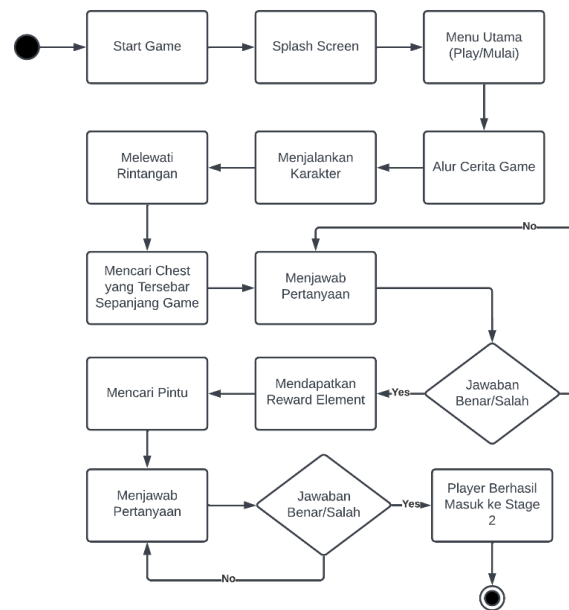 Start Game
Splash Screen
Menu Utama
(Play/Mulai)
Melewati
Rintangan
Menjalankan
Karakter
Alur Cerita Game
No
Mencari Chest
yang Tersebar
Sepanjang Game
Menjawab
Pertanyaan
Mencari Pintu
Mendapatkan
Reward Element
Yes
Jawaban
Benar/Salah
Menjawab
Pertanyaan
Jawaban
Benar/Salah
Yes
Player Berhasil
Masuk ke Stage
2
No